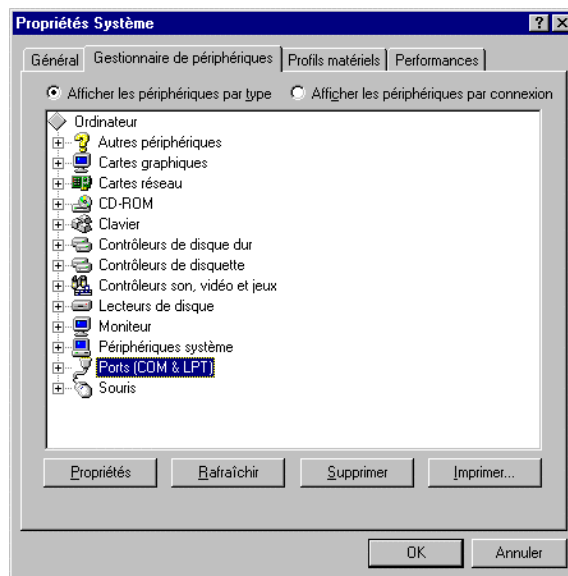 Propriétés Système
Général Gestionnaire de périphériques Profils matériels Performances
Afficher les périphériques par type Afficher les périphériques par connexion
Ordinateur
Autres périphériques
Cartes graphiques
Cartes réseau
CD-ROM
Clavier
Contrôleurs de disque dur
Contrôleurs de disquette
Contrôleurs son, vidéo et jeux
Lecteurs de disque
Moniteur
Périphériques système
Ports (COM & LPT)
Souris
Propriétés Rafraîchir Supprimer Imprimer...
OK Annuler